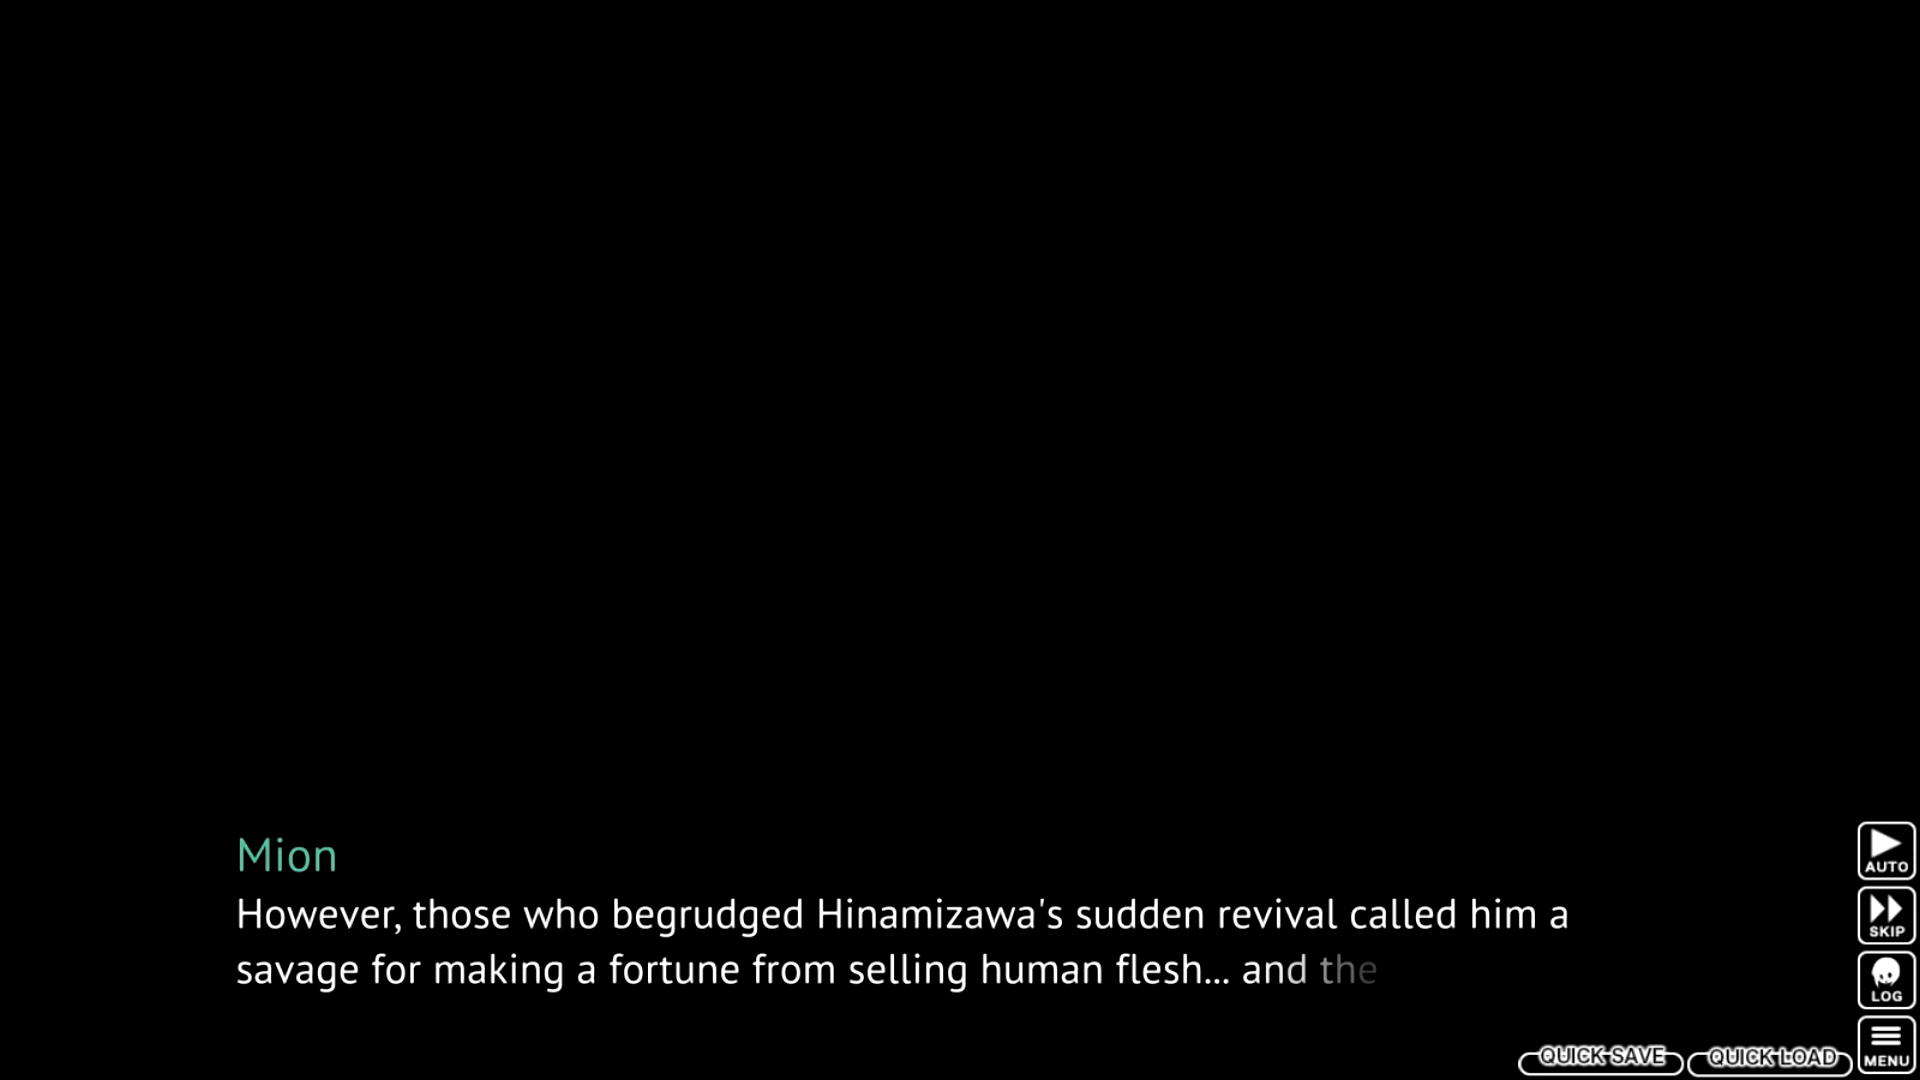 Mion
However, those who begrudged Hinamizawa's sudden revival called him a
savage for making a fortune from selling human flesh... and the
AUTO
SKIP
LOG
MENU
QUICK SAVE
QUICK LOAD